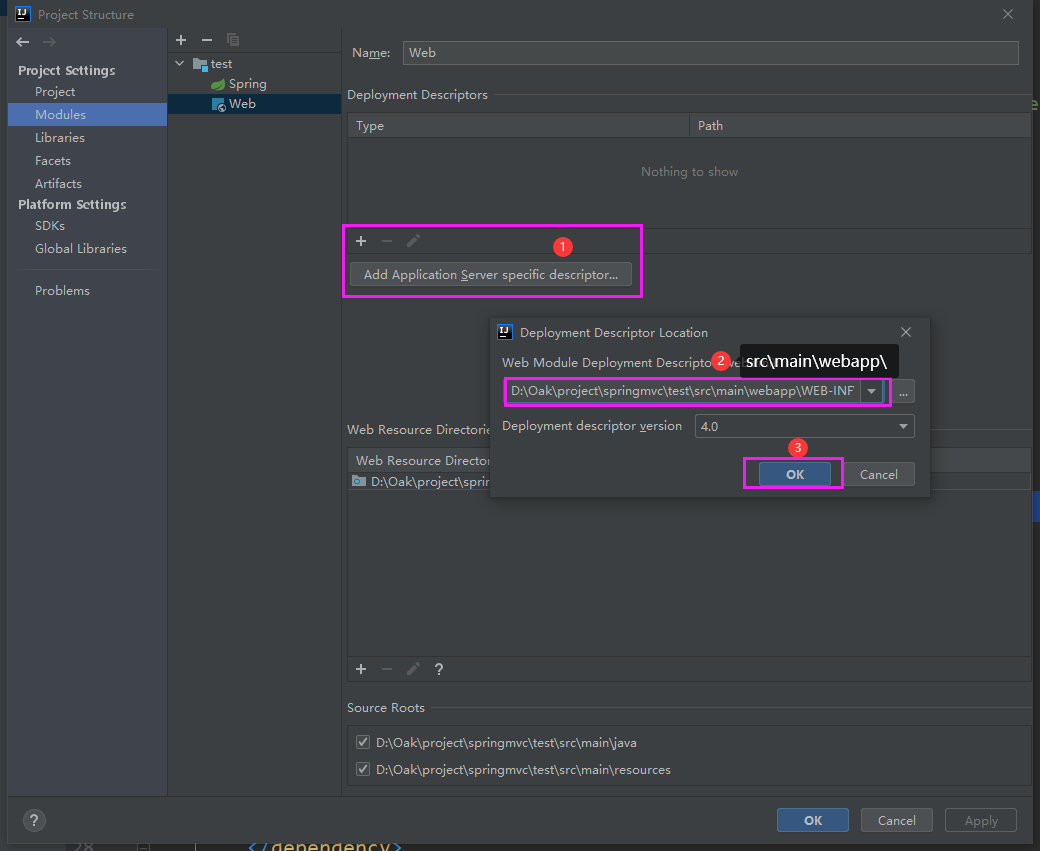 Project Structure
Project Settings
Project
Modules
Libraries
Facets
Artifacts
Platform Settings
SDKs
Global Libraries
Problems
test
Spring
Web
Name: Web
Deployment Descriptors
Type Path
Nothing to show
1
Add Application Server specific descriptor...
Deployment Descriptor Location
Web Module Deployment Descripto
2
src\main\webapp\
D:\Oak\project\springmvc\test\src\main\webapp\WEB-INF
...
Deployment descriptor version 4.0
3
OK Cancel
Web Resource Directorie
Web Resource Director
D:\Oak\project\sprin
?
Source Roots
D:\Oak\project\springmvc\test\src\main\java
D:\Oak\project\springmvc\test\src\main\resources
?
OK Cancel Apply
28 </dependency>